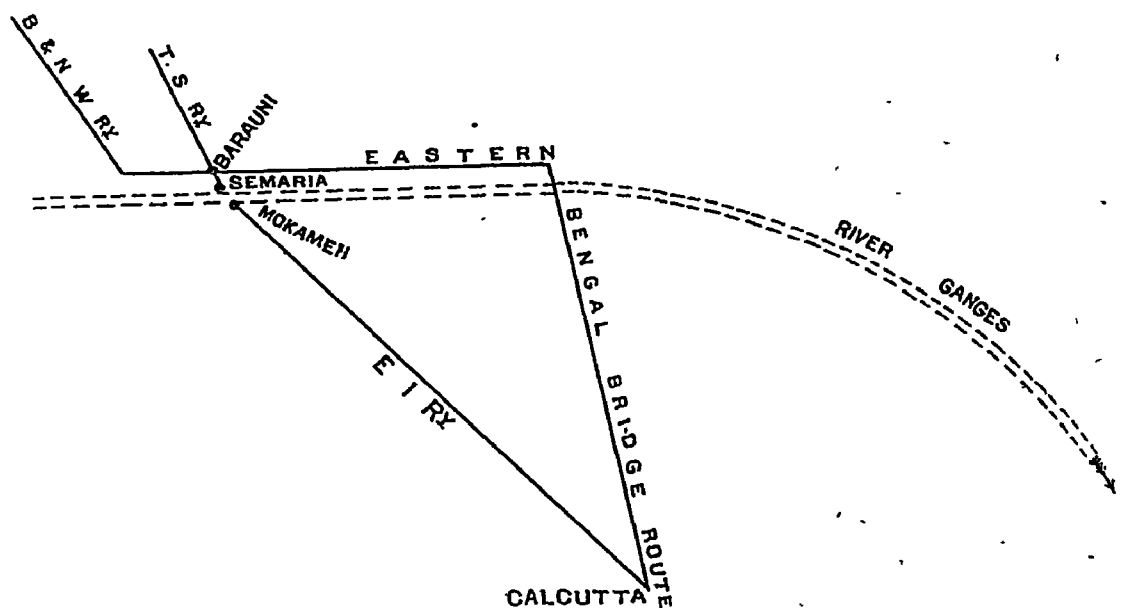 B & N W RY
T. S RY
BARAUNI
EASTERN
SEMARIA
MOKAMEH
BENGAL BRIDGE ROUTE
RIVER
GANGES
E I RY
CALCUTTA